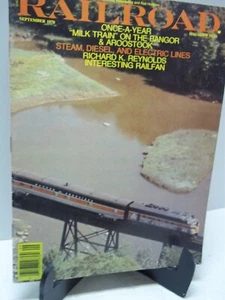 RAILROAD
SEPTEMBER 1978
ONCE-A-YEAR
"MILK TRAIN" ON THE BANGOR
& AROOSTOOK
STEAM, DIESEL, AND ELECTRIC LINES
RICHARD K. REYNOLDS
INTERESTING RAILFAN